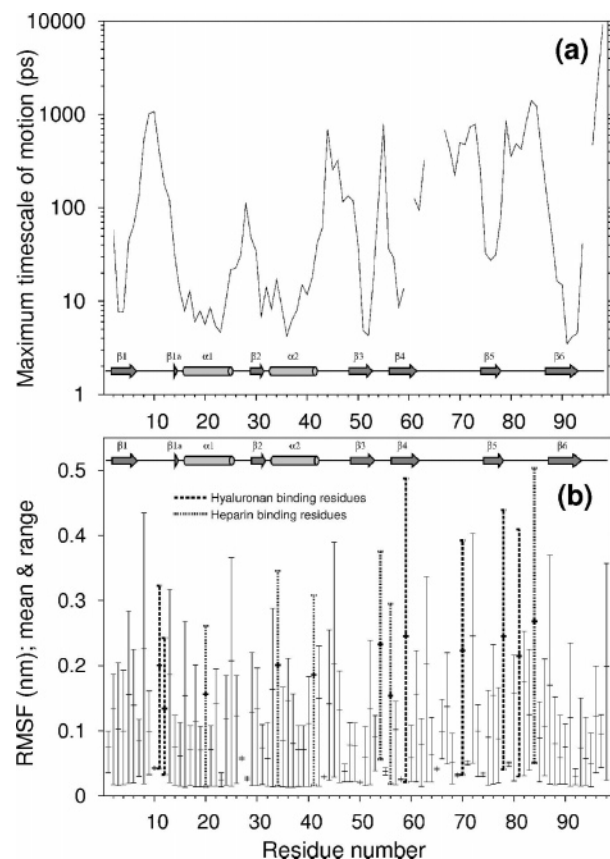 10000
(a)
1000
100
10
1
Maximum timescale of motion (ps)
β1 β1a α1 β2 α2 β3 β4 β5 β6
10 20 30 40 50 60 70 80 90
β1 β1a α1 β2 α2 β3 β4 β5 β6
0.5
(b)
Hyaluronan binding residues
Heparin binding residues
0.4
0.3
0.2
0.1
0
RMSF (nm); mean & range
10 20 30 40 50 60 70 80 90
Residue number